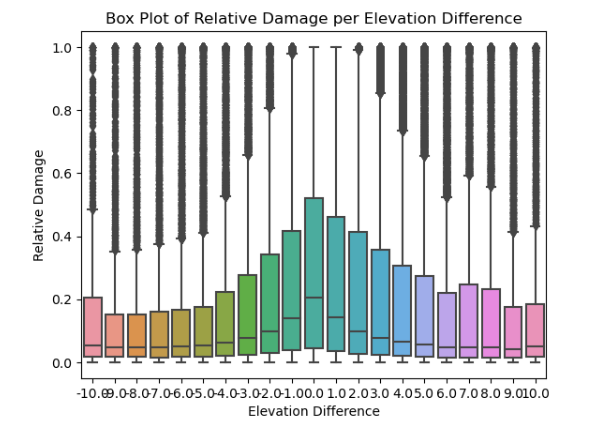 Box Plot of Relative Damage per Elevation Difference
1.0
0.8
0.6
0.4
0.2
0.0
Relative Damage
-10.0 -9.0 -8.0 -7.0 -6.0 -5.0 -4.0 -3.0 -2.0 -1.0 0.0 1.0 2.0 3.0 4.0 5.0 6.0 7.0 8.0 9.0 10.0
Elevation Difference